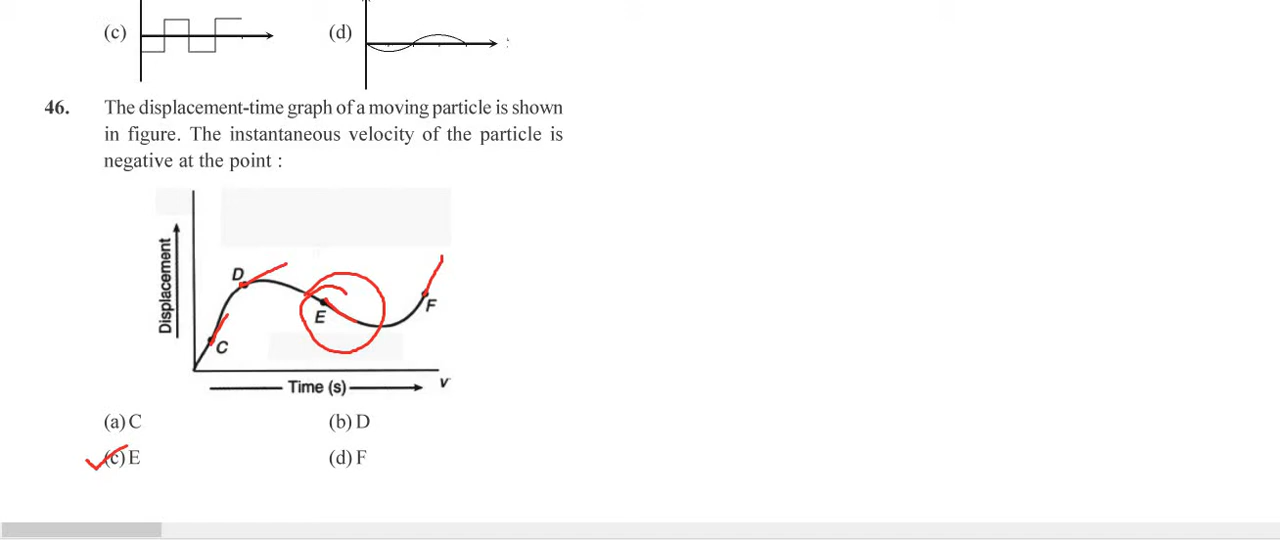 (c)
(d)
46. The displacement-time graph of a moving particle is shown
in figure. The instantaneous velocity of the particle is
negative at the point :
Displacement
D
E
F
C
Time (s)
v
(a) C
(b) D
(c) E
(d) F